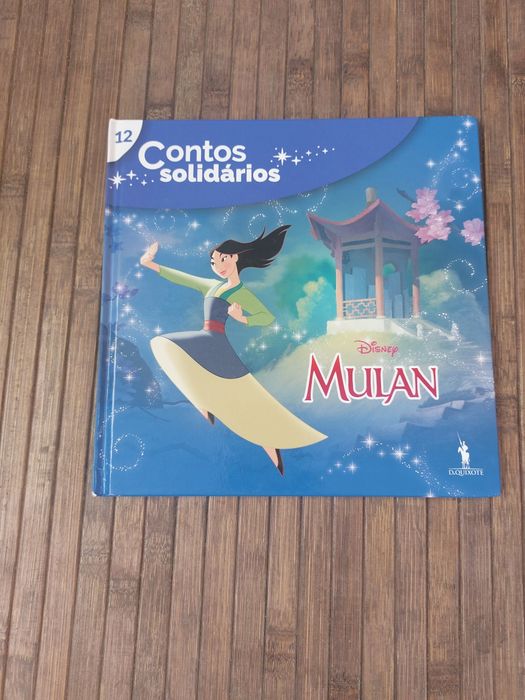 12
Contos
solidários
Disney
MULAN
D.QUIXOTE